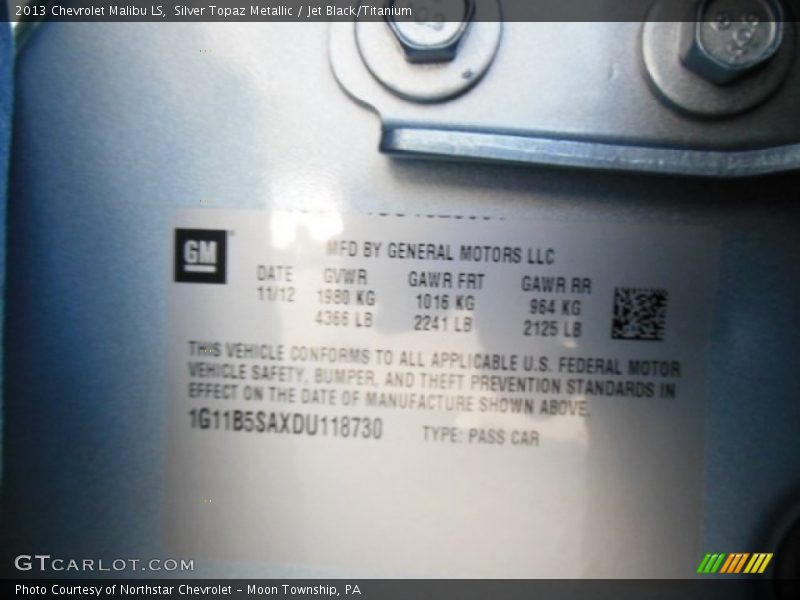 2013 Chevrolet Malibu LS, Silver Topaz Metallic / Jet Black/Titanium
GM
MFD BY GENERAL MOTORS LLC
DATE GVWR GAWR FRT GAWR RR
11/12 1980 KG 1016 KG 964 KG
4366 LB 2241 LB 2125 LB
THIS VEHICLE CONFORMS TO ALL APPLICABLE U.S. FEDERAL MOTOR
VEHICLE SAFETY, BUMPER, AND THEFT PREVENTION STANDARDS IN
EFFECT ON THE DATE OF MANUFACTURE SHOWN ABOVE.
1G11B5SAXDU118730 TYPE: PASS CAR
GTCARLOT.COM
Photo Courtesy of Northstar Chevrolet - Moon Township, PA